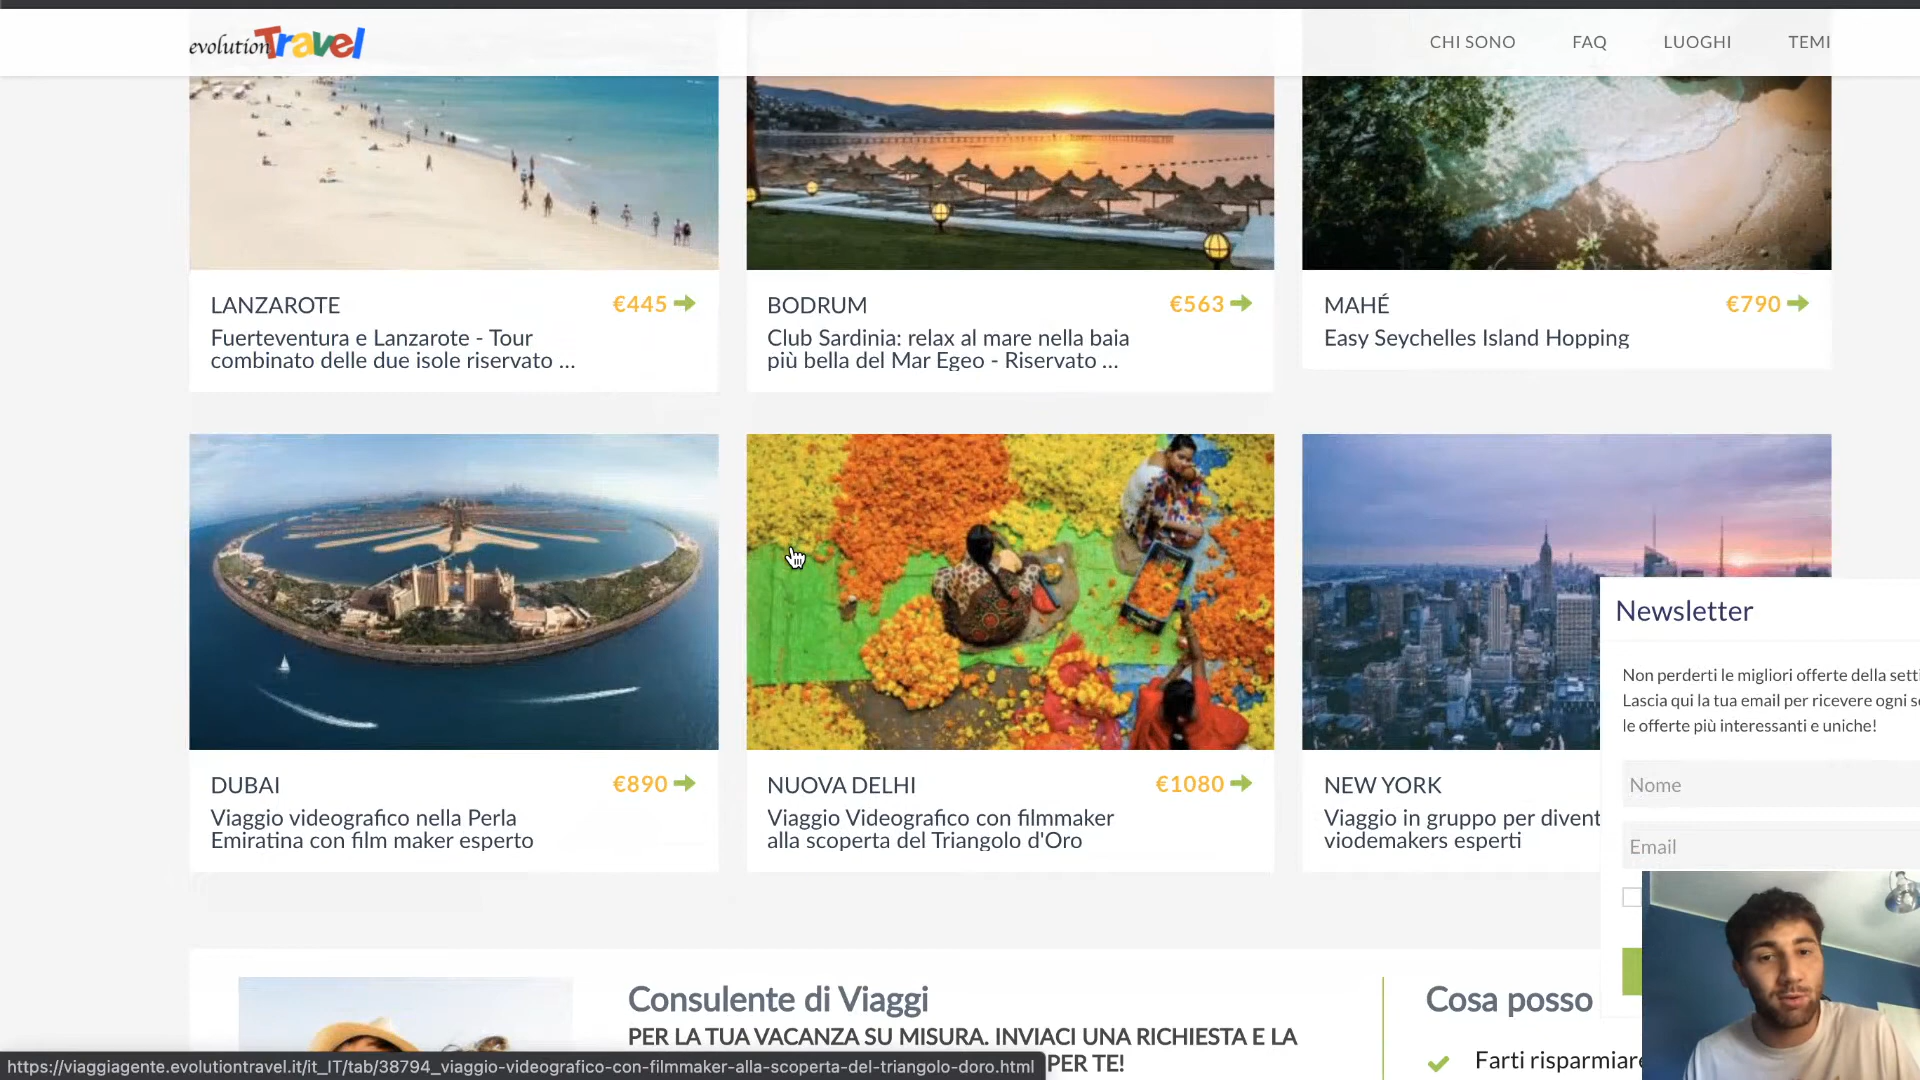 evolution Travel
CHI SONO
FAQ
LUOGHI
TEMI
LANZAROTE
€445
Fuerteventura e Lanzarote - Tour
combinato delle due isole riservato ...
BODRUM
€563
Club Sardinia: relax al mare nella baia
più bella del Mar Egeo - Riservato ...
MAHÉ
€790
Easy Seychelles Island Hopping
DUBAI
€890
Viaggio videografico nella Perla
Emiratina con film maker esperto
NUOVA DELHI
€1080
Viaggio Videografico con filmmaker
alla scoperta del Triangolo d'Oro
NEW YORK
Viaggio in gruppo per divent
viodemakers esperti
Newsletter
Non perderti le migliori offerte della setti
Lascia qui la tua email per ricevere ogni se
le offerte più interessanti e uniche!
Nome
Email
Consulente di Viaggi
PER LA TUA VACANZA SU MISURA. INVIACI UNA RICHIESTA E LA
PER TE!
Cosa posso
Farti risparmiare
https://viaggiagente.evolutiontravel.it/it_IT/tab/38794_viaggio-videografico-con-filmmaker-alla-scoperta-del-triangolo-doro.html